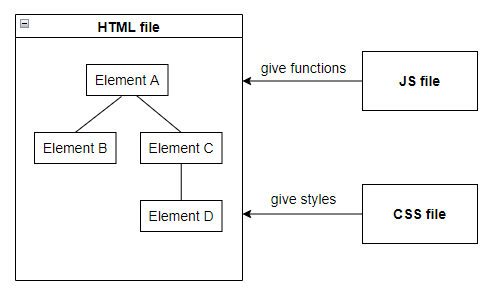 HTML file
Element A
give functions
JS file
Element B
Element C
give styles
Element D
CSS file